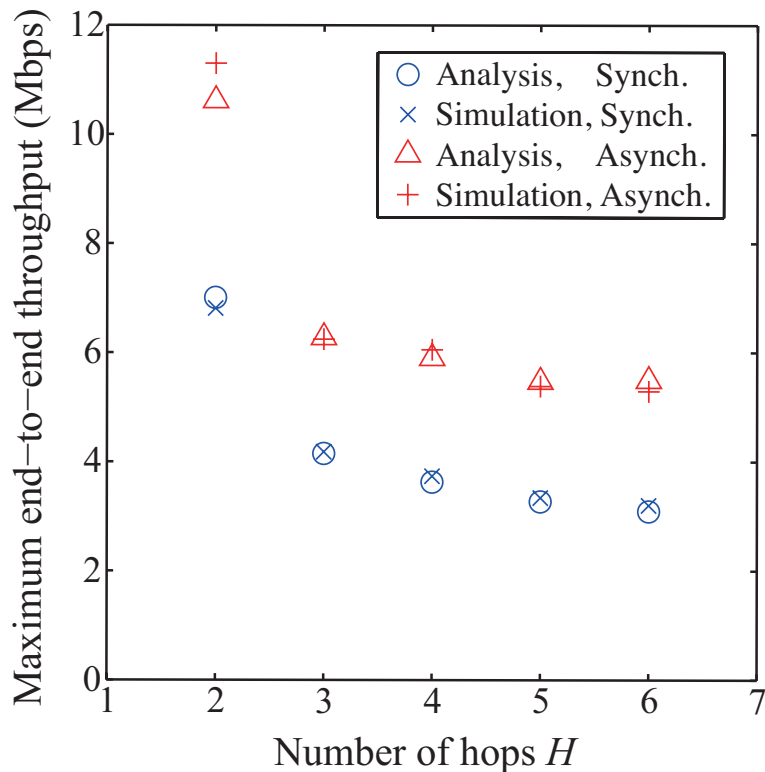 Maximum end-to-end throughput (Mbps)
12
10
8
6
4
2
0
Analysis, Synch.
Simulation, Synch.
Analysis, Asynch.
Simulation, Asynch.
1 2 3 4 5 6 7
Number of hops H